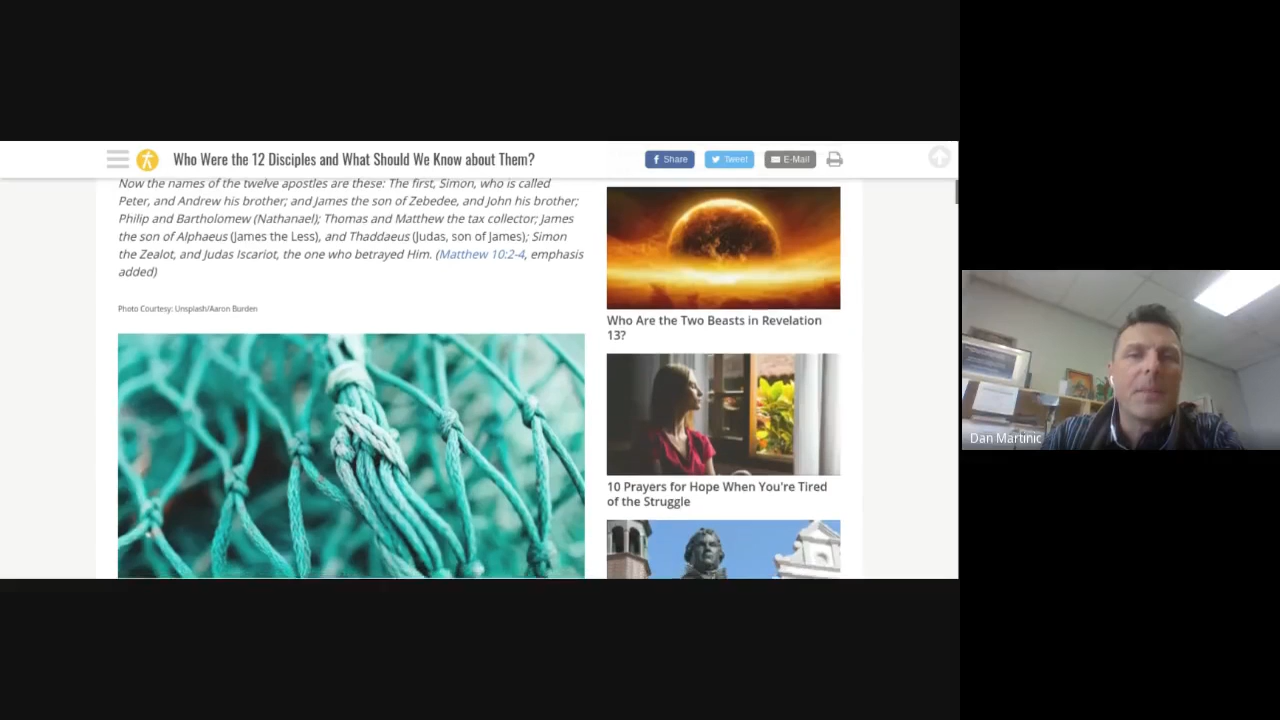 Who Were the 12 Disciples and What Should We Know about Them?
Share
Tweet
E-Mail
Now the names of the twelve apostles are these: The first, Simon, who is called
Peter, and Andrew his brother; and James the son of Zebedee, and John his brother;
Philip and Bartholomew (Nathanael); Thomas and Matthew the tax collector; James
the son of Alphaeus (James the Less), and Thaddaeus (Judas, son of James); Simon
the Zealot, and Judas Iscariot, the one who betrayed Him. (Matthew 10:2-4, emphasis
added)
Photo Courtesy: Unsplash/Aaron Burden
Who Are the Two Beasts in Revelation
13?
10 Prayers for Hope When You're Tired
of the Struggle
Dan Martinic